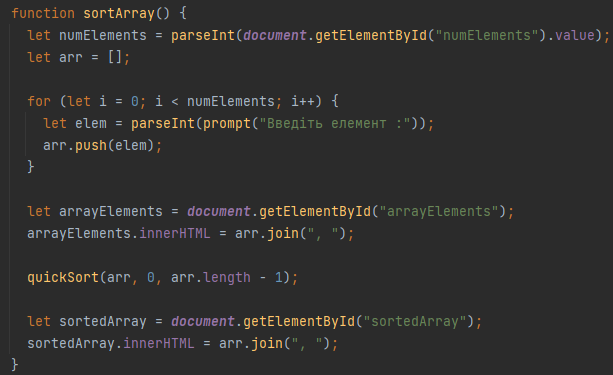 function sortArray() {
  let numElements = parseInt(document.getElementById("numElements").value);
  let arr = [];

  for (let i = 0; i < numElements; i++) {
    let elem = parseInt(prompt("Введіть елемент :"));
    arr.push(elem);
  }

  let arrayElements = document.getElementById("arrayElements");
  arrayElements.innerHTML = arr.join(", ");

  quickSort(arr, 0, arr.length - 1);

  let sortedArray = document.getElementById("sortedArray");
  sortedArray.innerHTML = arr.join(", ");
}